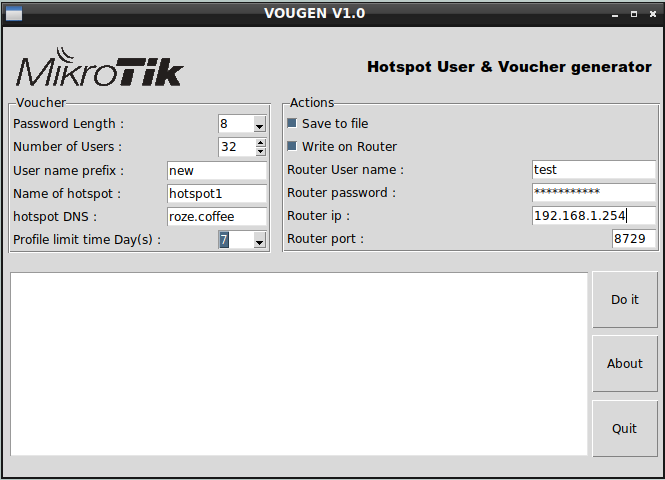 VOUGEN V1.0
MikroTik
Hotspot User & Voucher generator
Voucher
Password Length : 8
Number of Users : 32
User name prefix : new
Name of hotspot : hotspot1
hotspot DNS : roze.coffee
Profile limit time Day(s) : 7
Actions
Save to file
Write on Router
Router User name : test
Router password : ***********
Router ip : 192.168.1.254
Router port : 8729
Do it
About
Quit